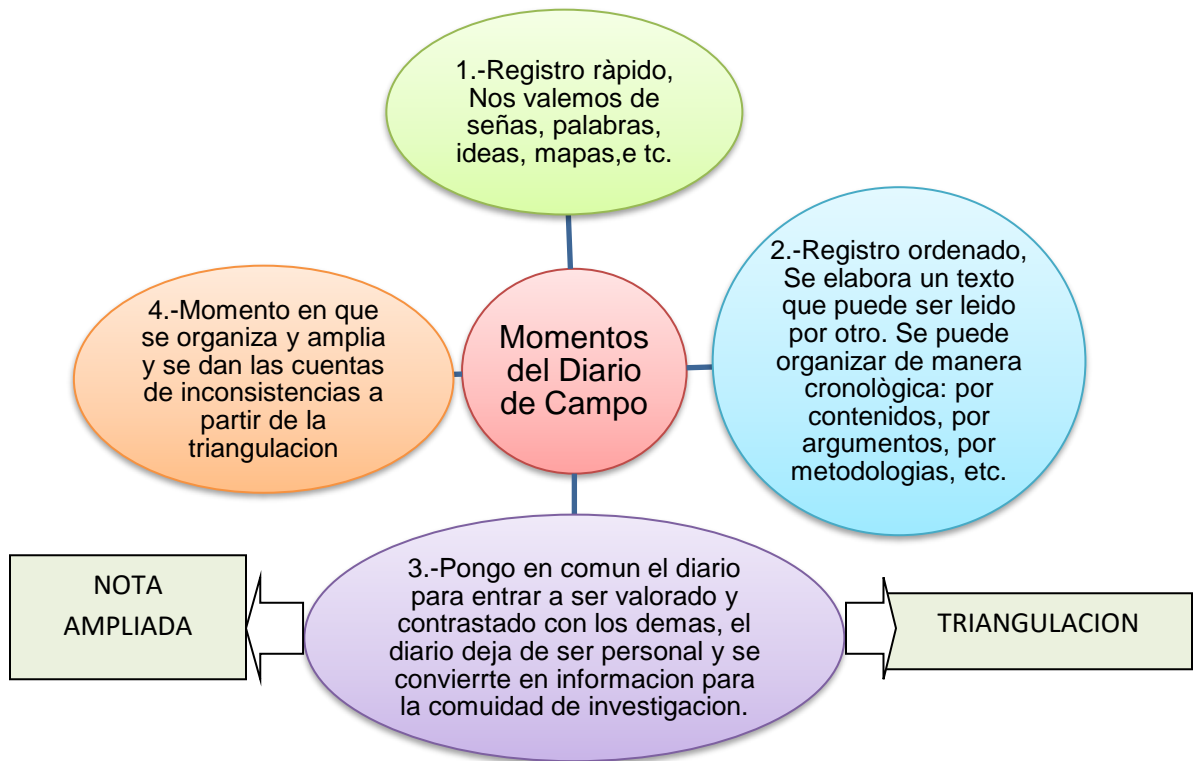 1.-Registro ràpido,
Nos valemos de
señas, palabras,
ideas, mapas,e tc.
2.-Registro ordenado,
Se elabora un texto
que puede ser leido
por otro. Se puede
organizar de manera
cronològica: por
contenidos, por
argumentos, por
metodologias, etc.
4.-Momento en que
se organiza y amplia
y se dan las cuentas
de inconsistencias a
partir de la
triangulacion
Momentos
del Diario
de Campo
3.-Pongo en comun el diario
para entrar a ser valorado y
contrastado con los demas, el
diario deja de ser personal y se
convierrte en informacion para
la comuidad de investigacion.
NOTA
AMPLIADA
TRIANGULACION